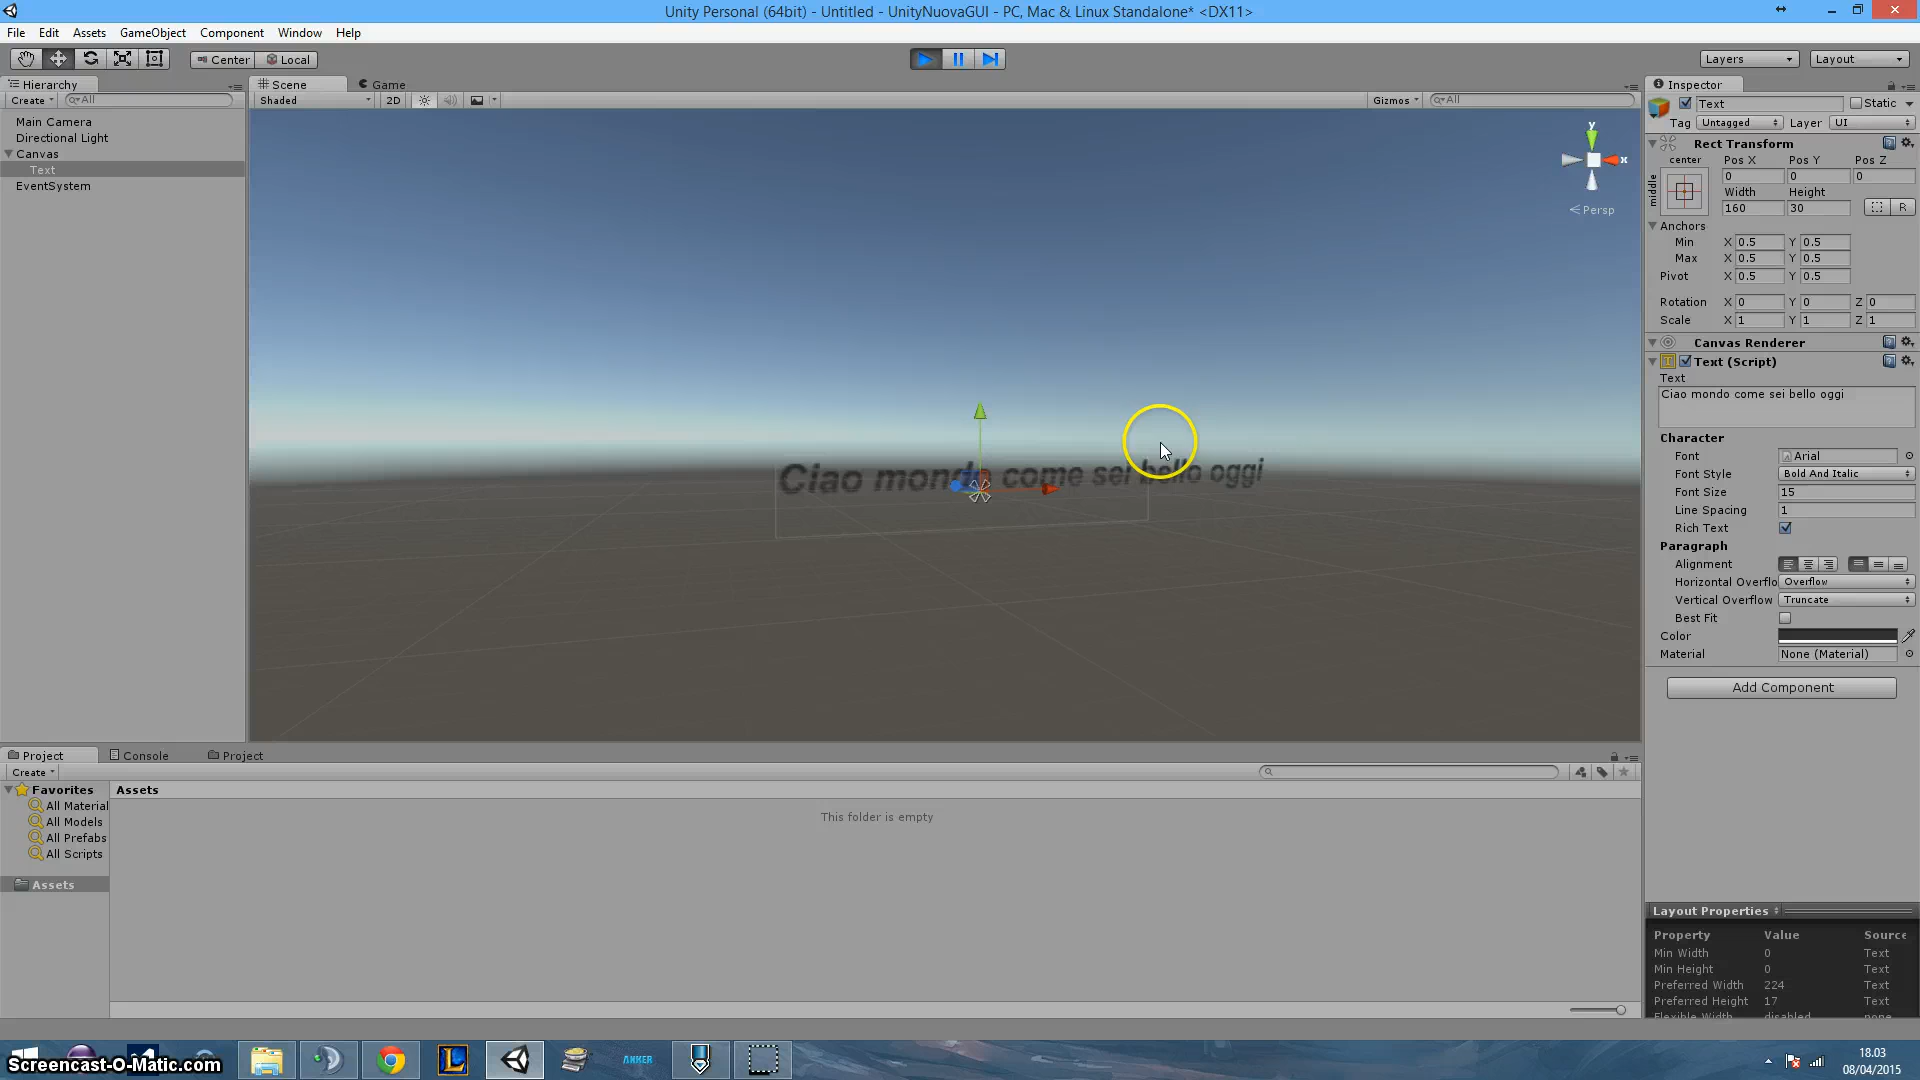 Unity Personal (64bit) - Untitled - UnityNuovaGUI - PC, Mac & Linux Standalone* <DX11>
File Edit Assets GameObject Component Window Help
Center Local
Layers Layout
Hierarchy
Create All
Main Camera
Directional Light
Canvas
Text
EventSystem
Scene Game
Shaded 2D Gizmos All
y
x
Persp
Ciao mondo come sei bello oggi
Inspector
Text Static
Tag Untagged Layer UI
Rect Transform
center Pos X Pos Y Pos Z
middle 0 0 0
Width Height
160 30 R
Anchors
Min X 0.5 Y 0.5
Max X 0.5 Y 0.5
Pivot X 0.5 Y 0.5
Rotation X 0 Y 0 Z 0
Scale X 1 Y 1 Z 1
Canvas Renderer
Text (Script)
Text
Ciao mondo come sei bello oggi
Character
Font Arial
Font Style Bold And Italic
Font Size 15
Line Spacing 1
Rich Text
Paragraph
Alignment
Horizontal Overflo Overflow
Vertical Overflow Truncate
Best Fit
Color
Material None (Material)
Add Component
Layout Properties
Property Value Source
Min Width 0 Text
Min Height 0 Text
Preferred Width 224 Text
Preferred Height 17 Text
Flexible Width disabled none
Project Console Project
Create
Favorites
All Material
All Models
All Prefabs
All Scripts
Assets
Assets
This folder is empty
Screencast-O-Matic.com
ANKER
18.03
08/04/2015